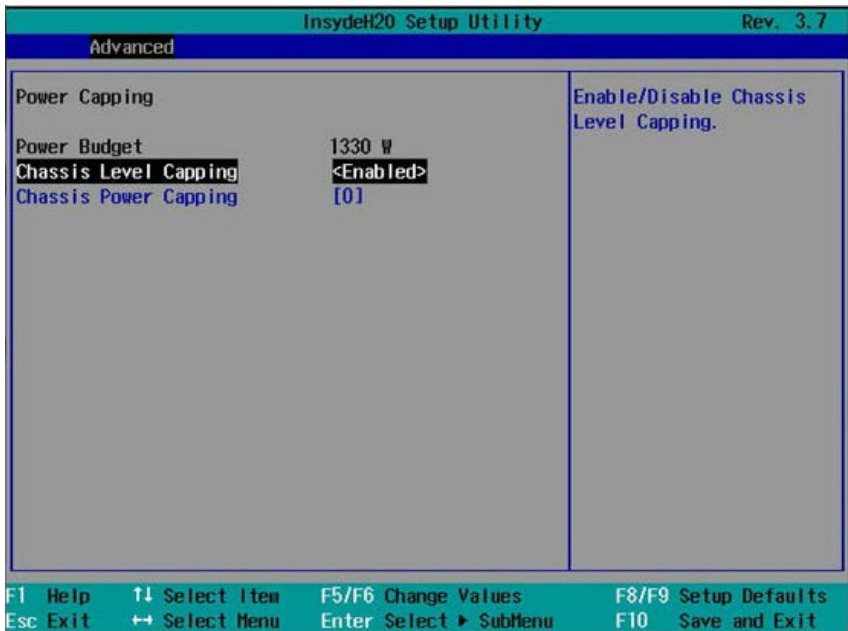 InsydeH2O Setup Utility Rev. 3.7
Advanced
Power Capping
Power Budget 1330 W
Chassis Level Capping <Enabled>
Chassis Power Capping [0]
Enable/Disable Chassis
Level Capping.
F1 Help ↑↓ Select Item F5/F6 Change Values F8/F9 Setup Defaults
Esc Exit ↔ Select Menu Enter Select ▶ SubMenu F10 Save and Exit